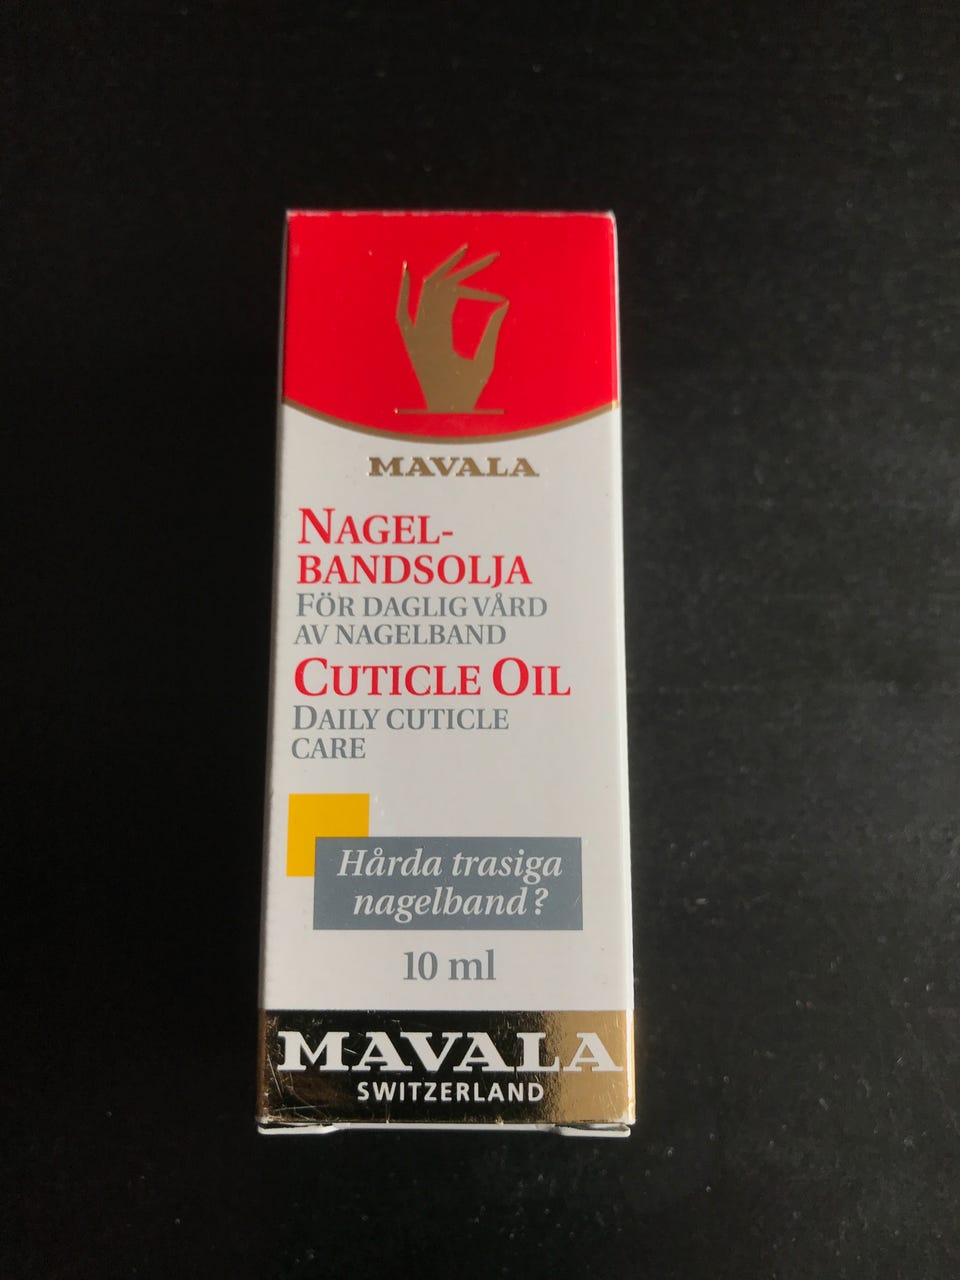 MAVALA
NAGEL-
BANDSOLJA
FÖR DAGLIG VÅRD
AV NAGELBAND
CUTICLE OIL
DAILY CUTICLE
CARE
Hårda trasiga
nagelband?
10 ml
MAVALA
SWITZERLAND